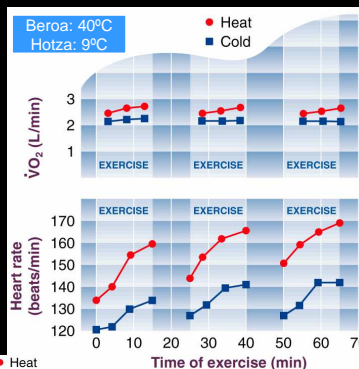 Beroa: 40ºC
Hotza: 9ºC
Heat
Cold
3
2
1
V̇O₂ (L/min)
EXERCISE EXERCISE EXERCISE
EXERCISE EXERCISE EXERCISE
170
160
150
140
130
120
Heart rate
(beats/min)
0 10 20 30 40 50 60 70
Heat
Time of exercise (min)